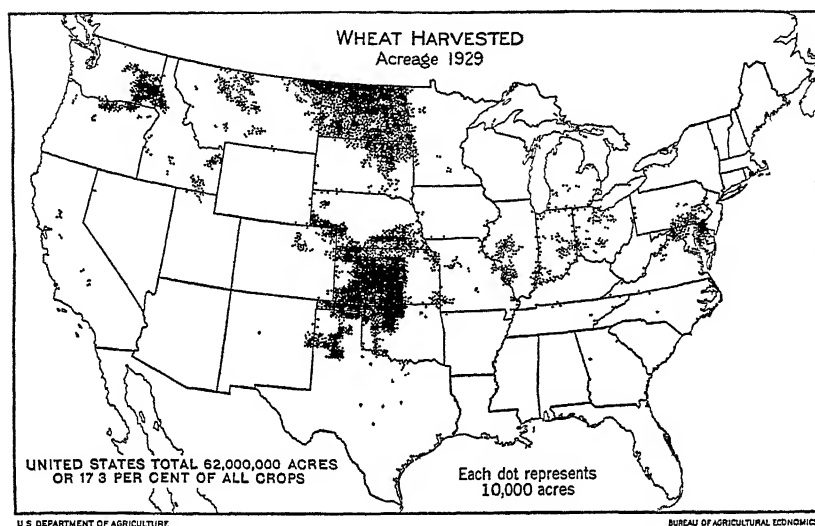 WHEAT HARVESTED
Acreage 1929
UNITED STATES TOTAL 62,000,000 ACRES
OR 17 3 PER CENT OF ALL CROPS
Each dot represents
10,000 acres
U S DEPARTMENT OF AGRICULTURE
BUREAU OF AGRICULTURAL ECONOMICS